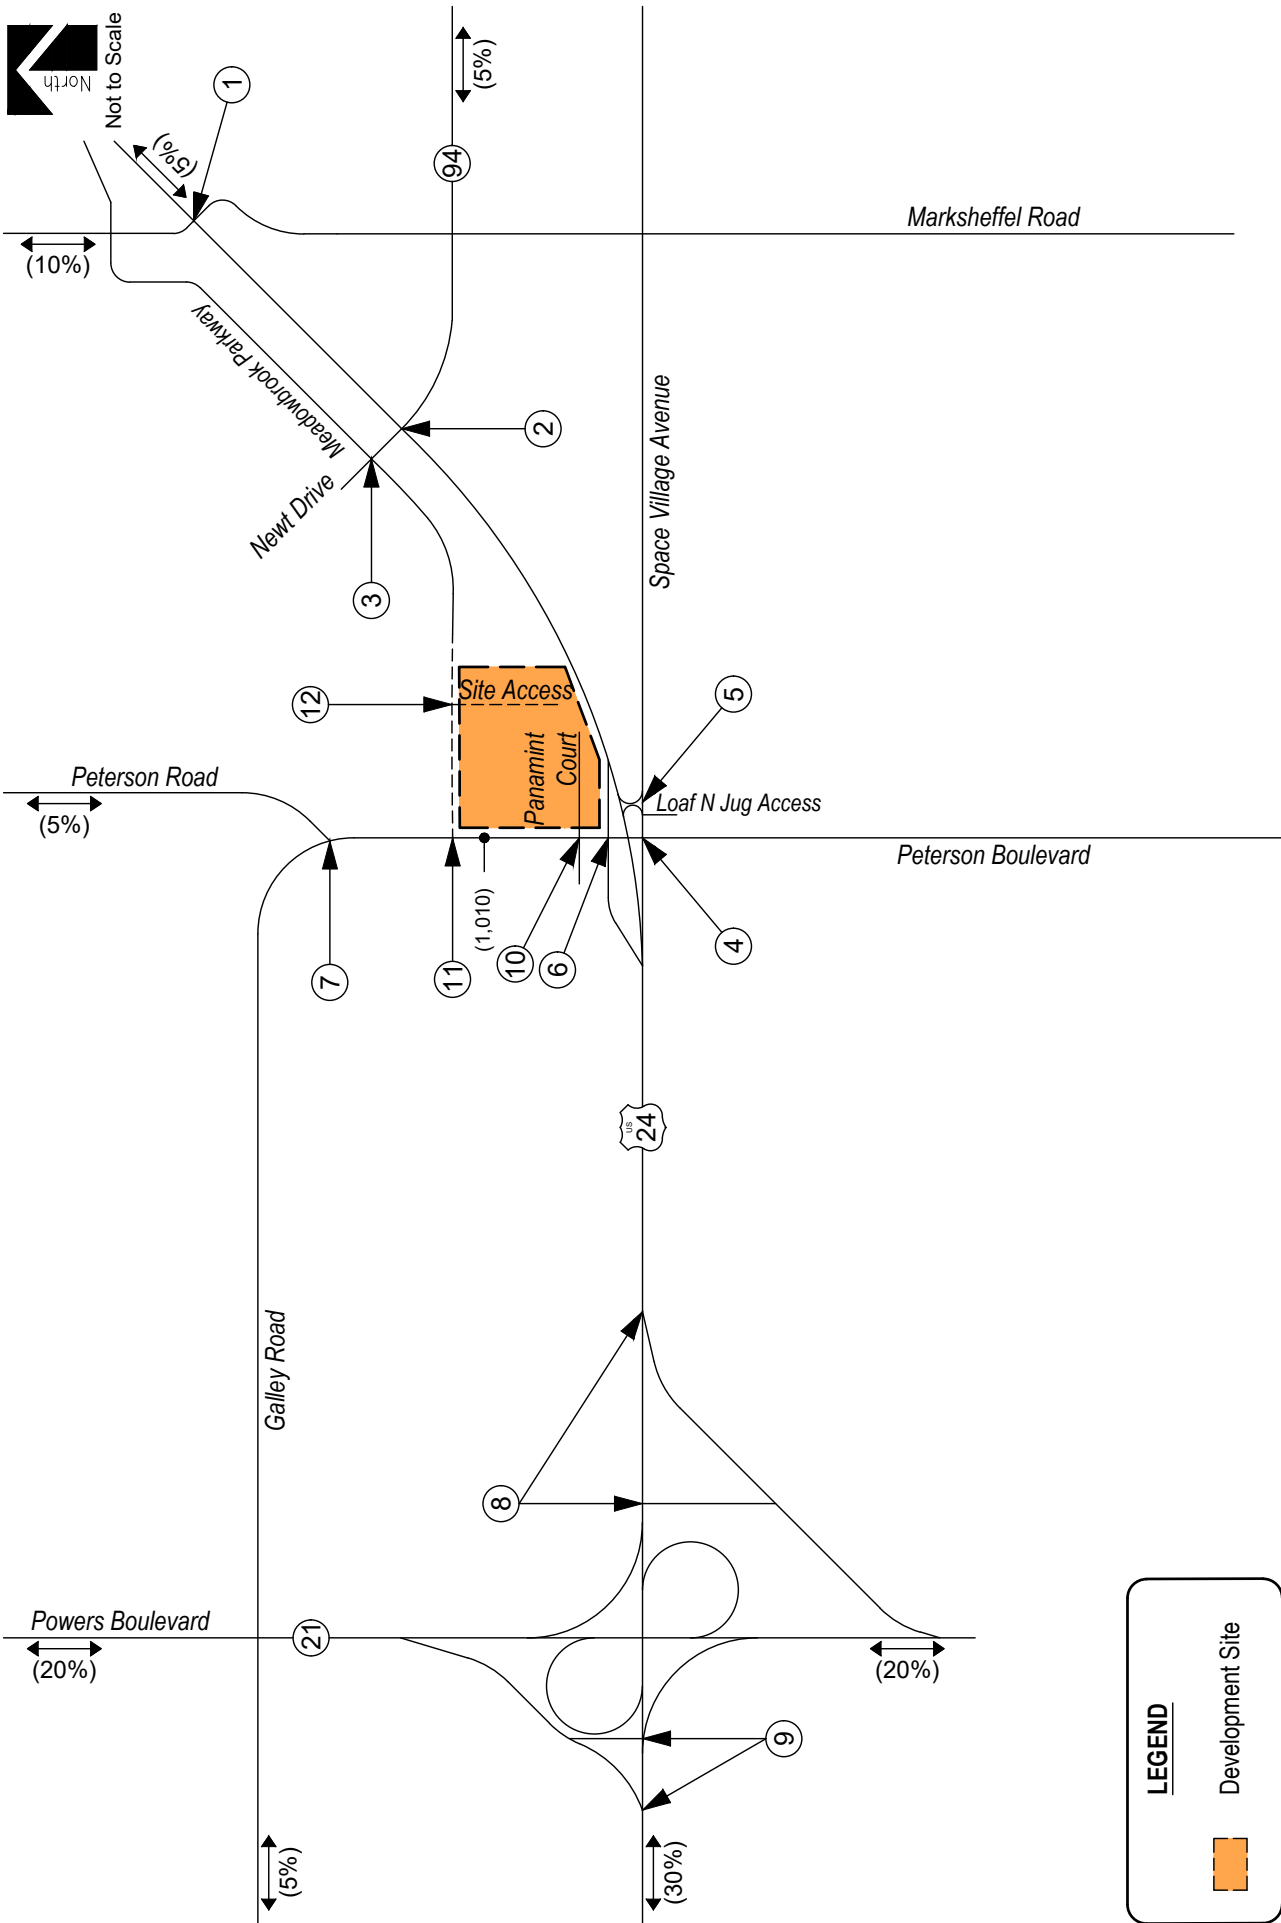 North
Not to Scale
1
(5%)
(5%)
94
Marksheffel Road
(10%)
Meadowbrook Parkway
Newt Drive
2
3
Space Village Avenue
12
Site Access
5
Peterson Road
(5%)
Panamint
Court
Loaf N Jug Access
Peterson Boulevard
(1,010)
7
11
10
6
4
US
24
Galley Road
8
Powers Boulevard
(20%)
21
(20%)
9
(5%)
(30%)
LEGEND
Development Site